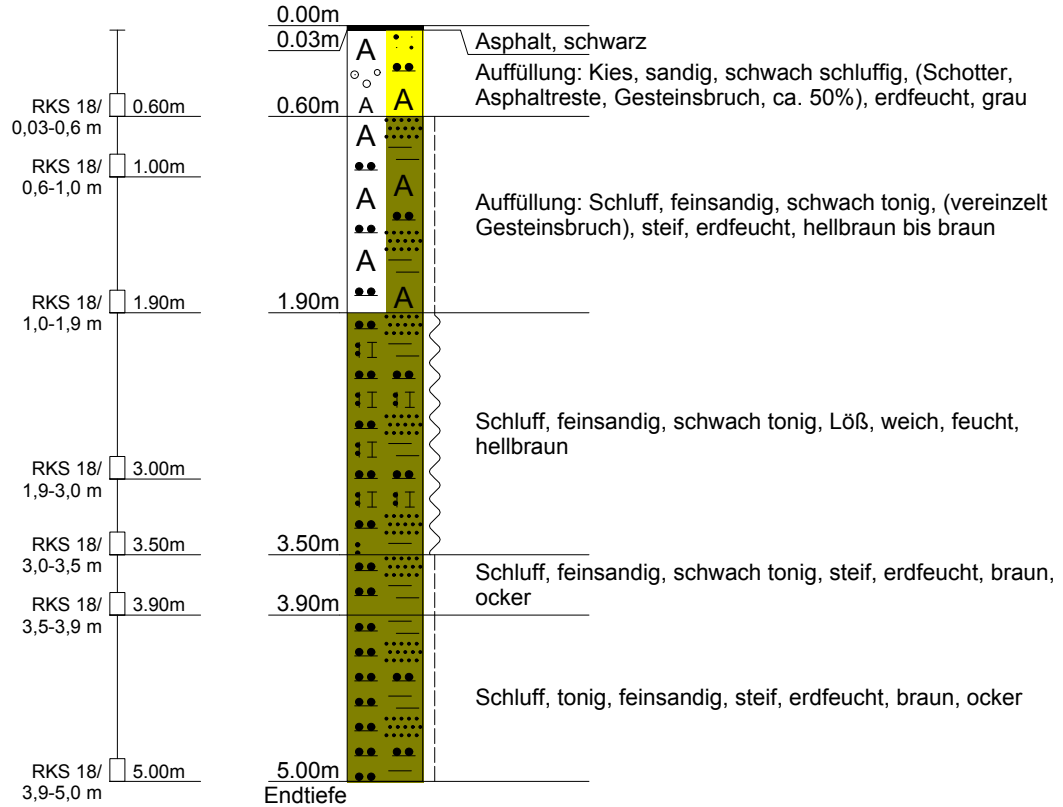 0.00m
0.03m
Asphalt, schwarz
A
Auffüllung: Kies, sandig, schwach schluffig, (Schotter,
Asphaltreste, Gesteinsbruch, ca. 50%), erdfeucht, grau
A
A
RKS 18/
0,03-0,6 m
0.60m
0.60m
A
RKS 18/
0,6-1,0 m
1.00m
A
A
Auffüllung: Schluff, feinsandig, schwach tonig, (vereinzelt
Gesteinsbruch), steif, erdfeucht, hellbraun bis braun
A
A
RKS 18/
1,0-1,9 m
1.90m
1.90m
Schluff, feinsandig, schwach tonig, Löß, weich, feucht,
hellbraun
RKS 18/
1,9-3,0 m
3.00m
RKS 18/
3,0-3,5 m
3.50m
3.50m
Schluff, feinsandig, schwach tonig, steif, erdfeucht, braun,
ocker
RKS 18/
3,5-3,9 m
3.90m
3.90m
Schluff, tonig, feinsandig, steif, erdfeucht, braun, ocker
RKS 18/
3,9-5,0 m
5.00m
5.00m
Endtiefe